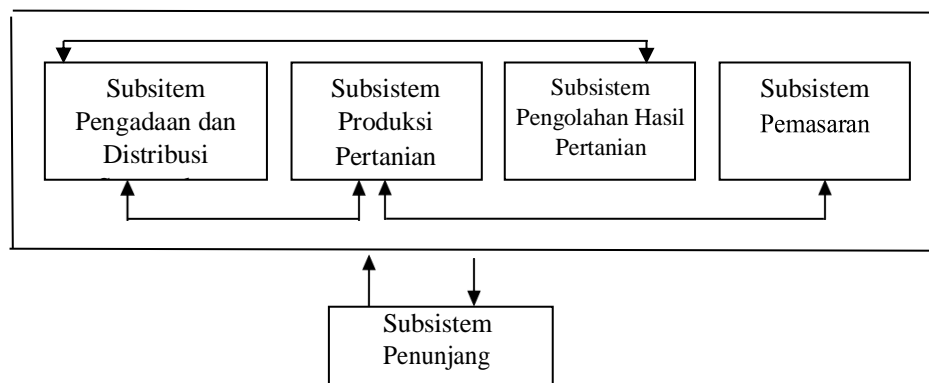 Subsitem
Pengadaan dan
Distribusi
Subsistem
Produksi
Pertanian
Subsistem
Pengolahan Hasil
Pertanian
Subsistem
Pemasaran
Subsistem
Penunjang